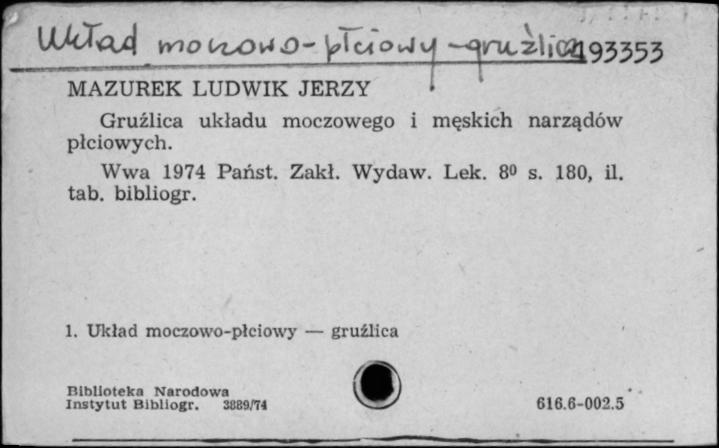 Układ moczowo-płciowy-gruźlica 193353
MAZUREK LUDWIK JERZY
Gruźlica układu moczowego i męskich narządów
płciowych.
Wwa 1974 Państ. Zakł. Wydaw. Lek. 8⁰ s. 180, il.
tab. bibliogr.
1. Układ moczowo-płciowy — gruźlica
Biblioteka Narodowa
Instytut Bibliogr. 3889/74
616.6-002.5